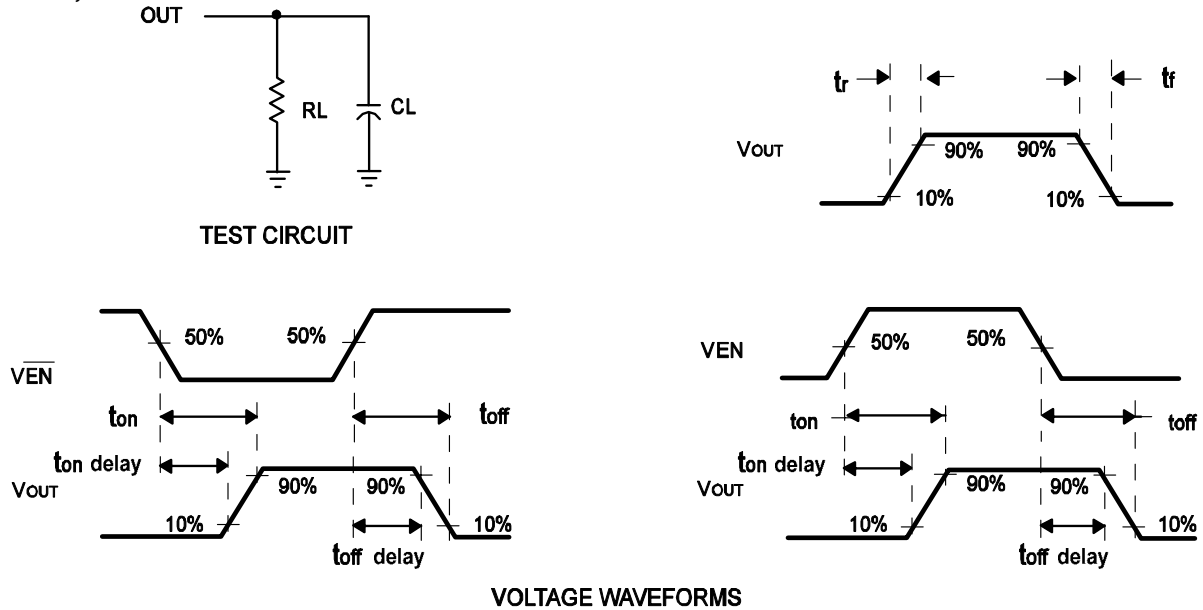 OUT
RL
CL
TEST CIRCUIT
tr
tf
VOUT
90%
90%
10%
10%
VEN
50%
50%
ton
toff
ton delay
VOUT
90%
90%
10%
10%
toff delay
VEN
50%
50%
ton
toff
ton delay
VOUT
90%
90%
10%
10%
toff delay
VOLTAGE WAVEFORMS